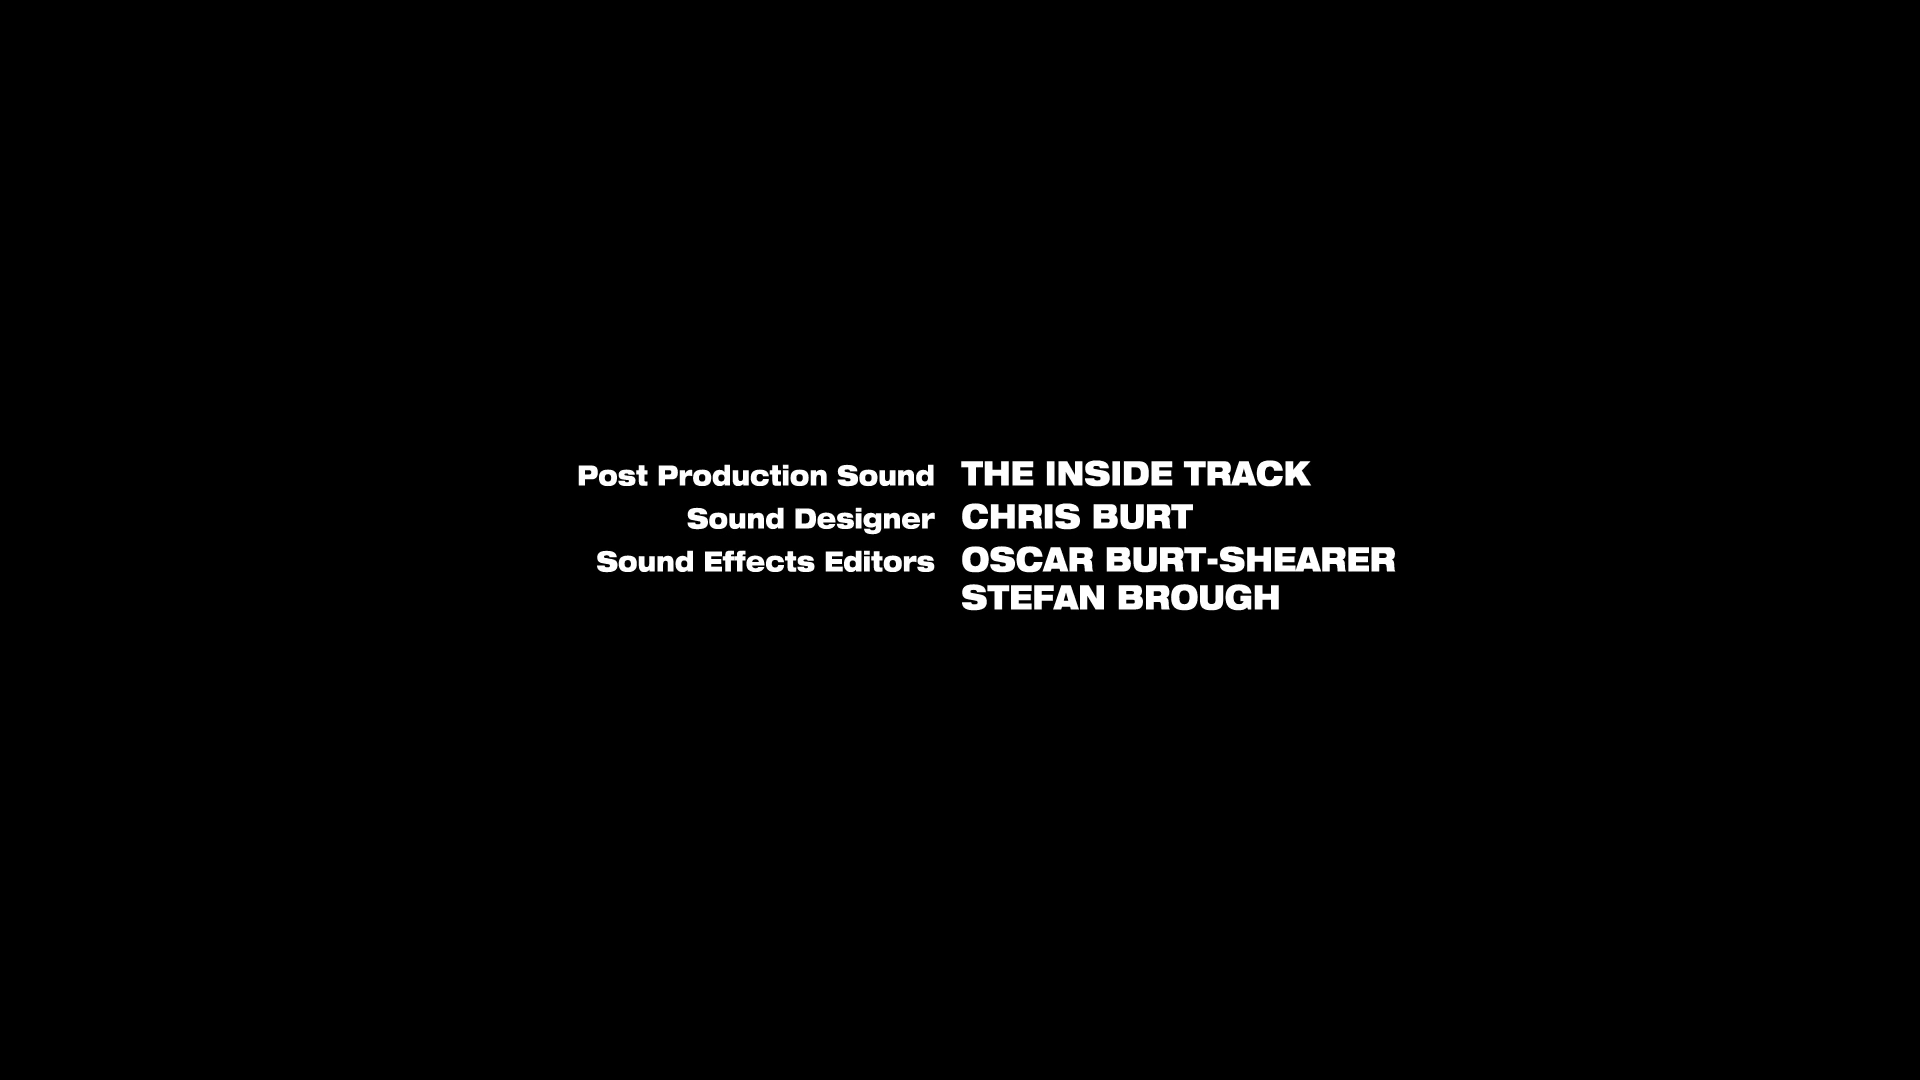 Post Production Sound THE INSIDE TRACK
Sound Designer CHRIS BURT
Sound Effects Editors OSCAR BURT-SHEARER
STEFAN BROUGH